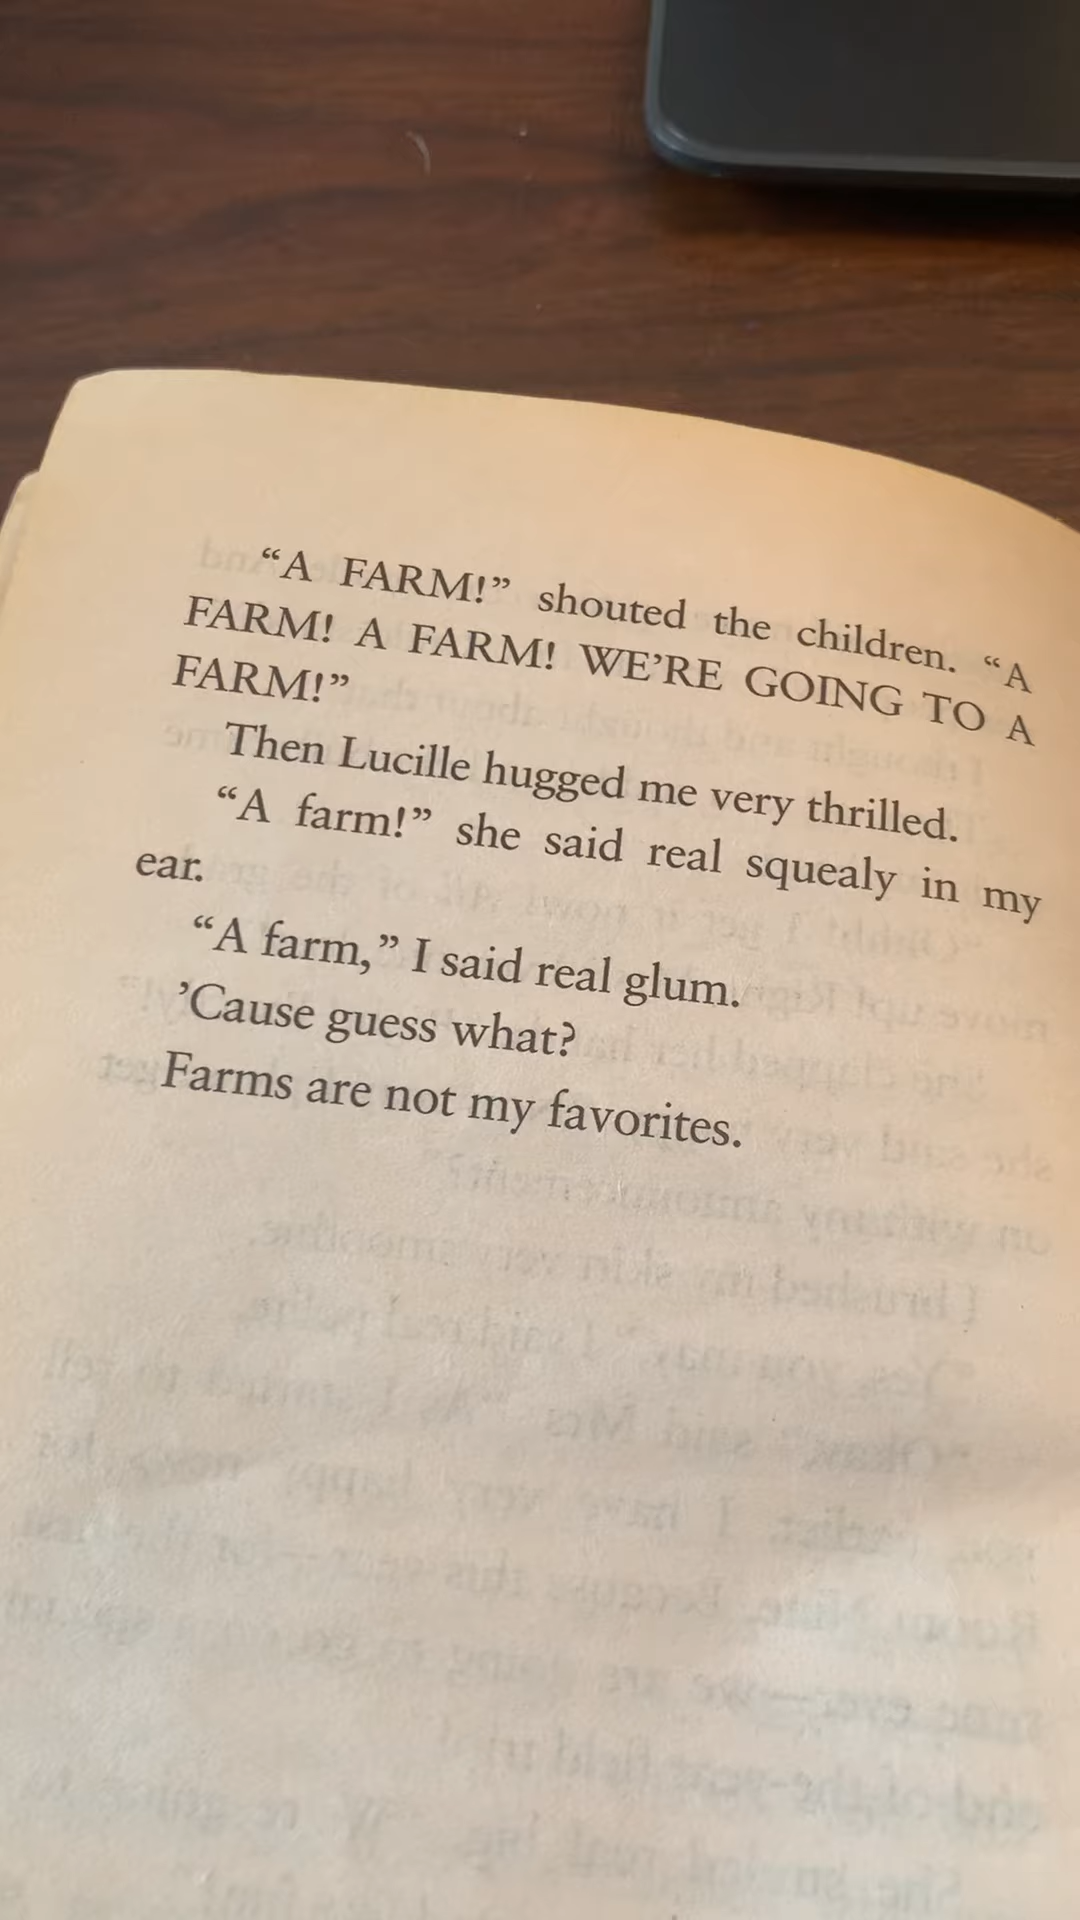 “A FARM!” shouted the children. “A
FARM! A FARM! WE’RE GOING TO A
FARM!”
Then Lucille hugged me very thrilled.
“A farm!” she said real squealy in my
ear.
“A farm,” I said real glum.
’Cause guess what?
Farms are not my favorites.